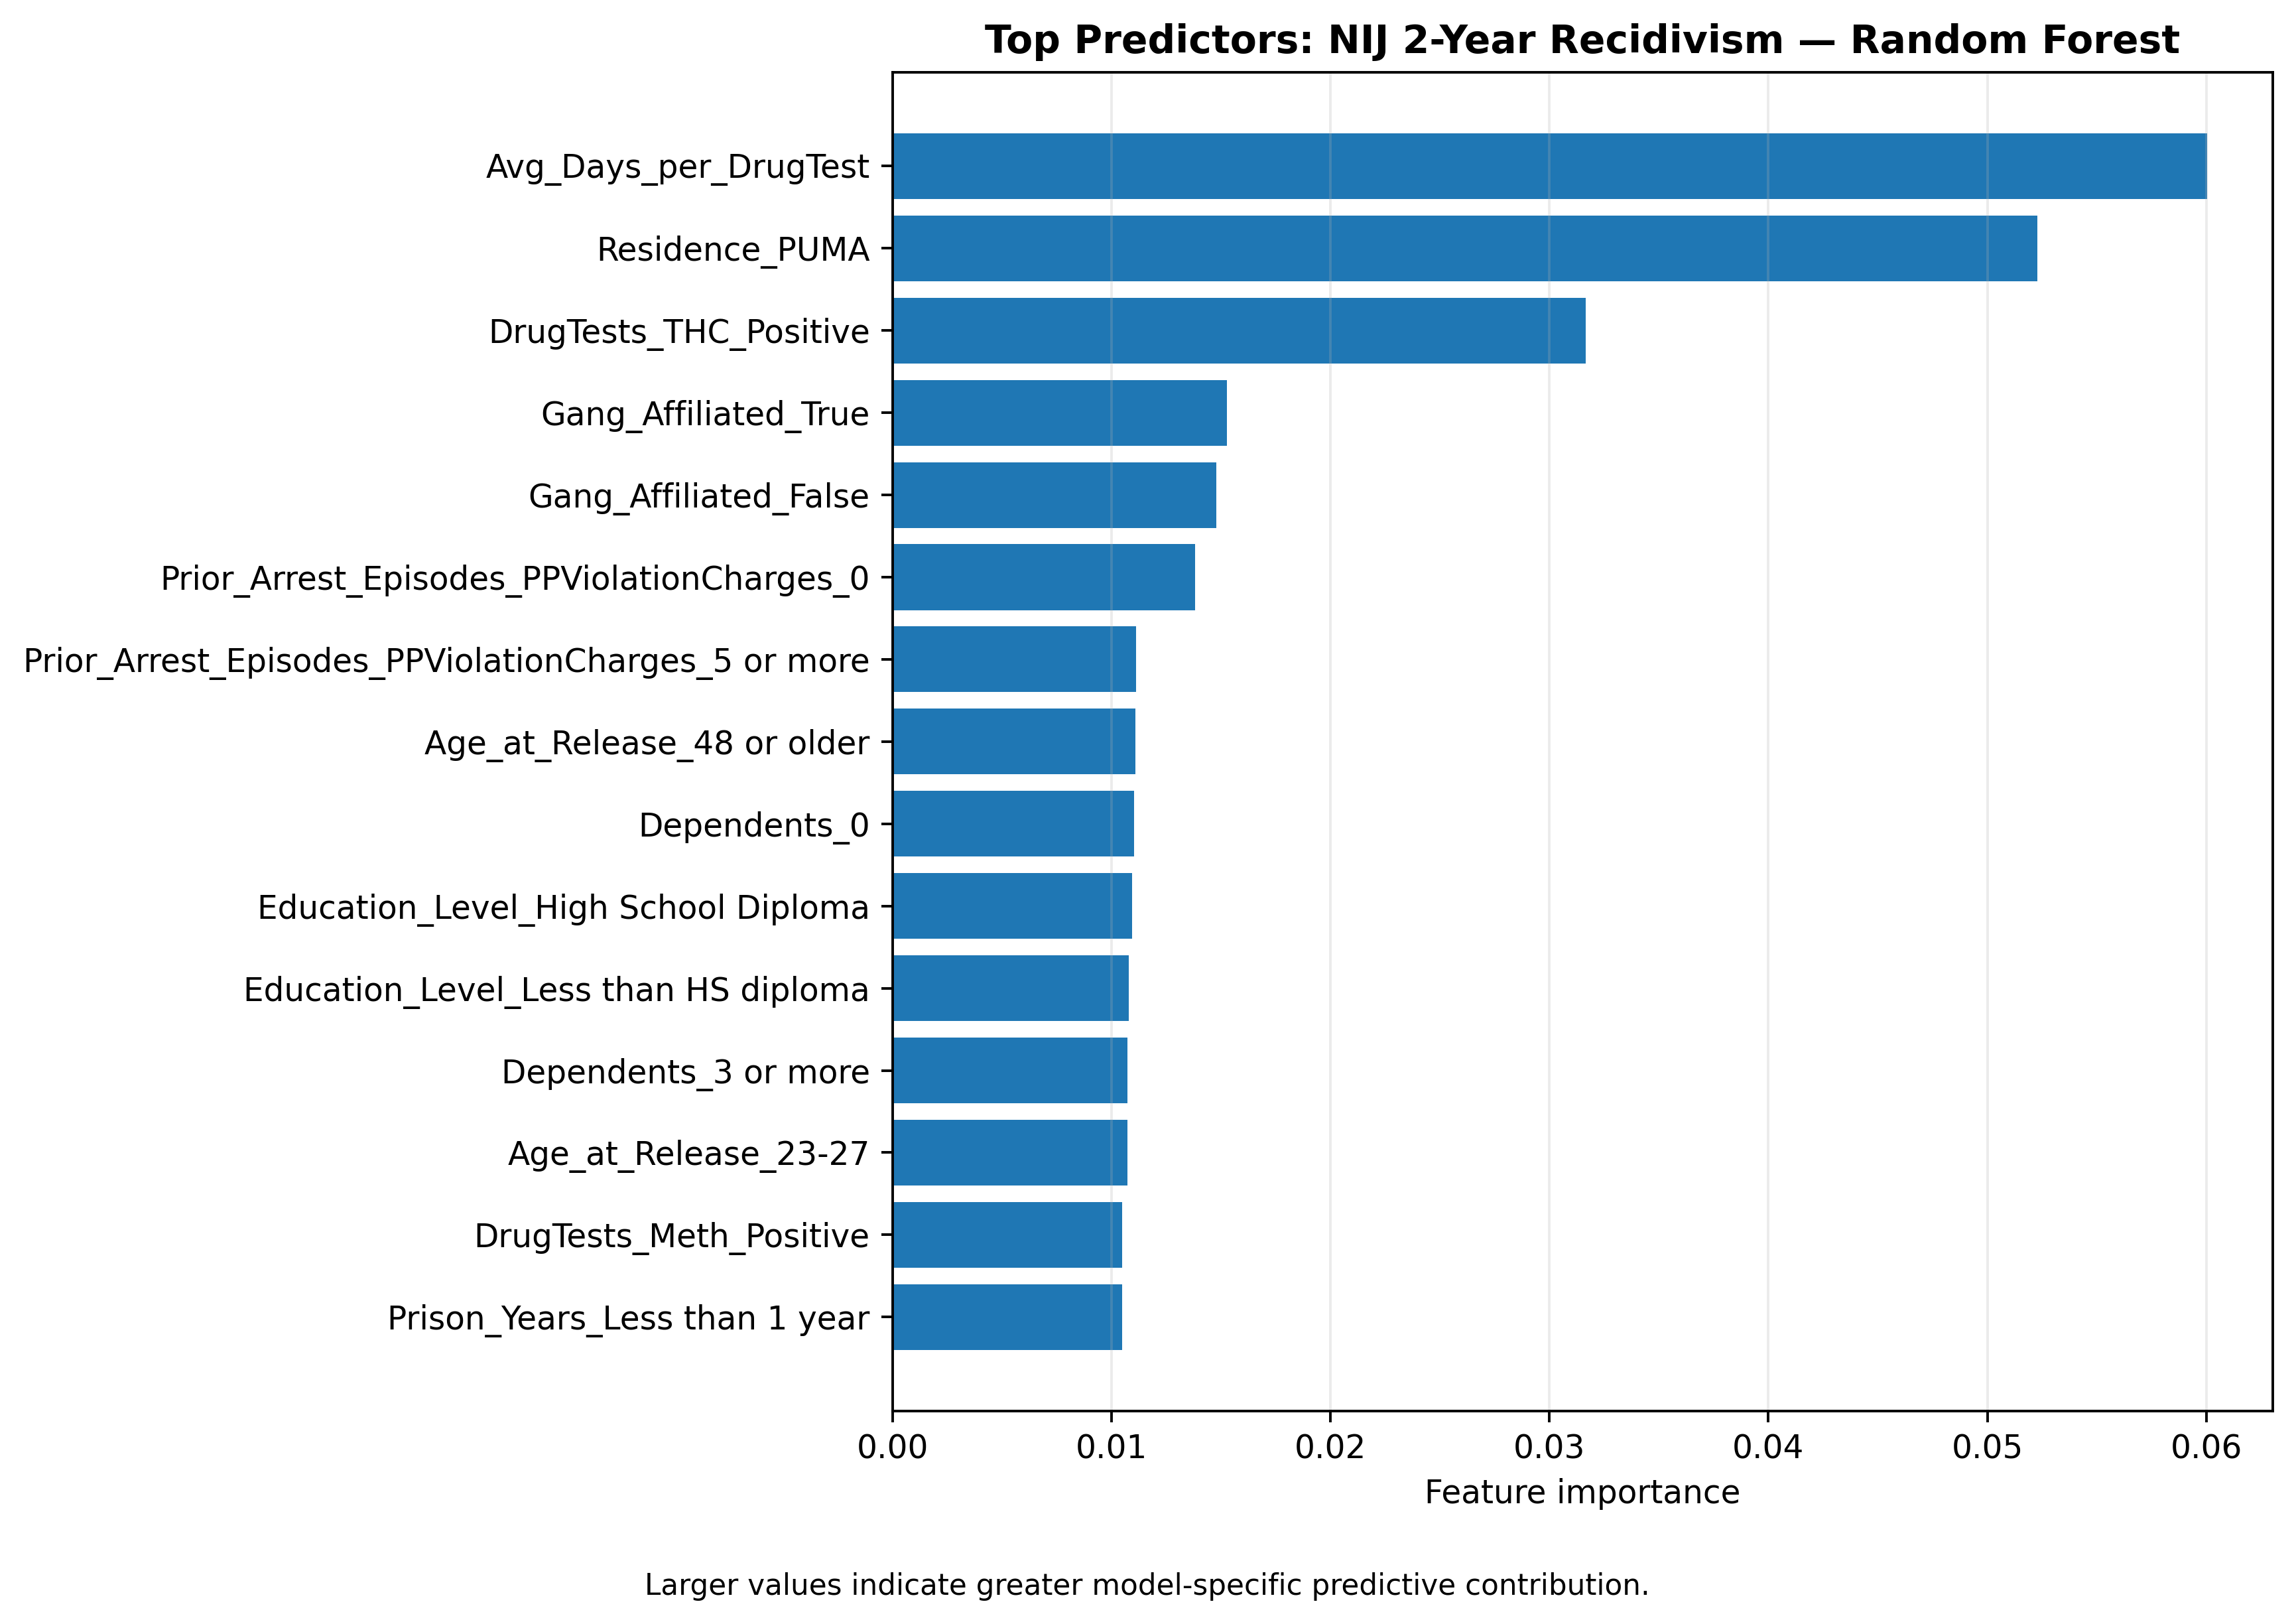 Top Predictors: NIJ 2-Year Recidivism — Random Forest
Avg_Days_per_DrugTest
Residence_PUMA
DrugTests_THC_Positive
Gang_Affiliated_True
Gang_Affiliated_False
Prior_Arrest_Episodes_PPViolationCharges_0
Prior_Arrest_Episodes_PPViolationCharges_5 or more
Age_at_Release_48 or older
Dependents_0
Education_Level_High School Diploma
Education_Level_Less than HS diploma
Dependents_3 or more
Age_at_Release_23-27
DrugTests_Meth_Positive
Prison_Years_Less than 1 year
0.00 0.01 0.02 0.03 0.04 0.05 0.06
Feature importance
Larger values indicate greater model-specific predictive contribution.